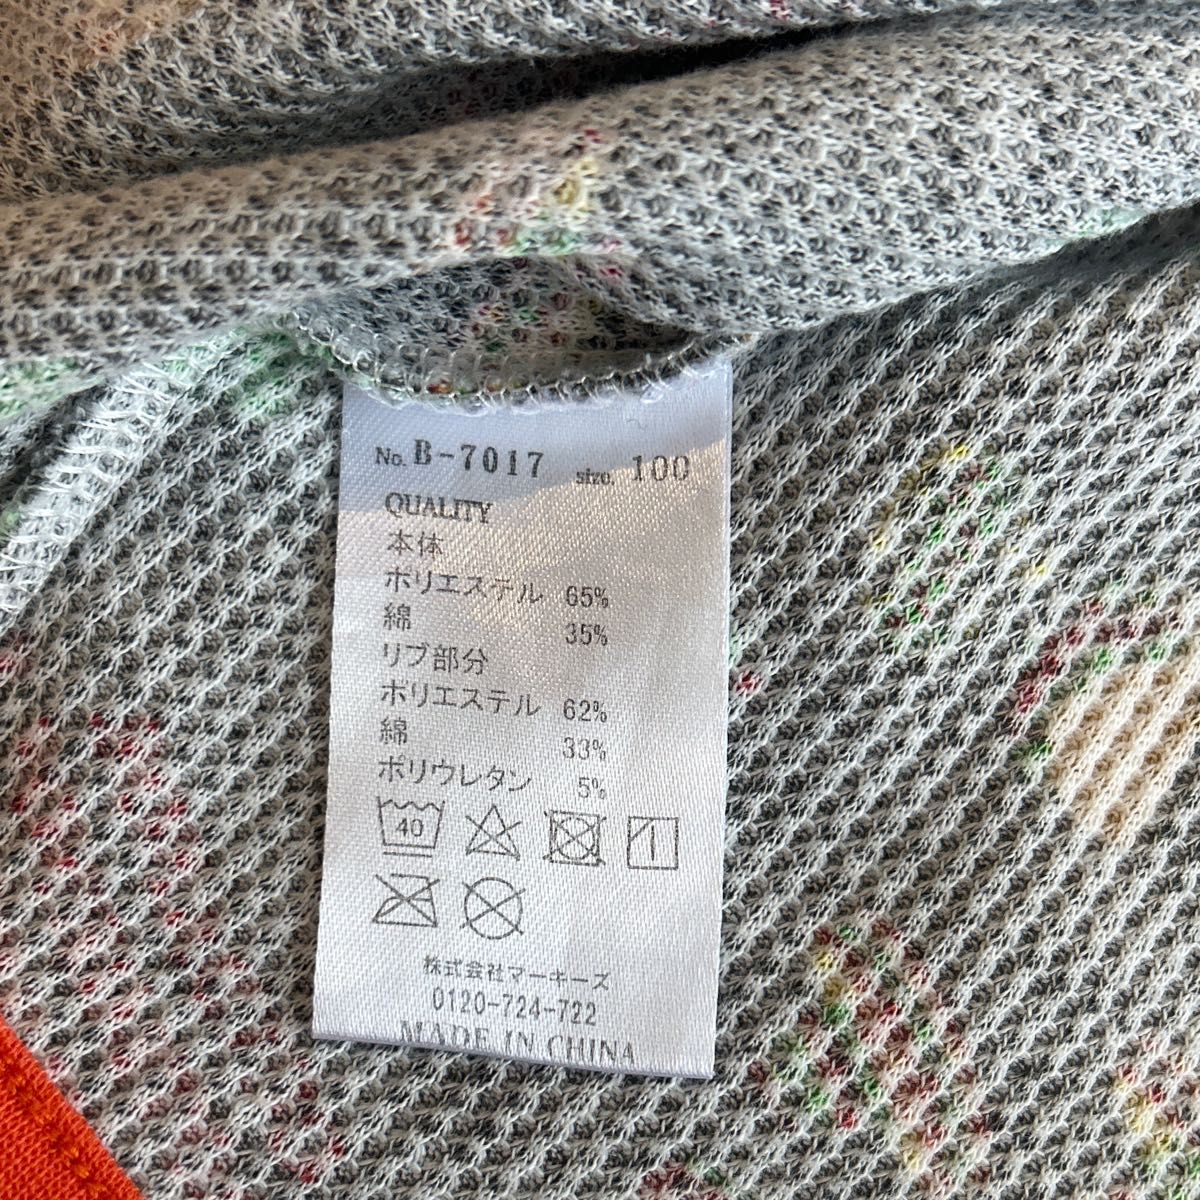 No. B-7017 size. 100
QUALITY
本体
ポリエステル 65%
綿 35%
リブ部分
ポリエステル 62%
綿 33%
ポリウレタン 5%
40
株式会社マーキーズ
0120-724-722
MADE IN CHINA